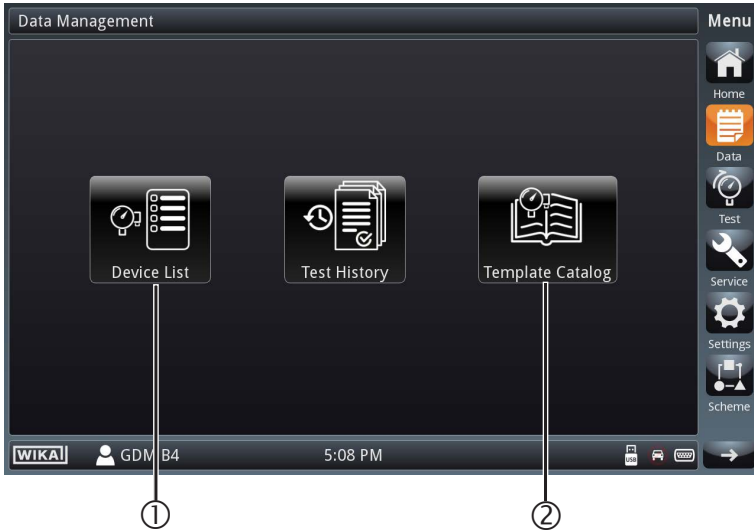 Data Management
Menu
Home
Data
Test
Service
Settings
Scheme
Device List
Test History
Template Catalog
WIKAI
GDM B4
5:08 PM
USB
①
②